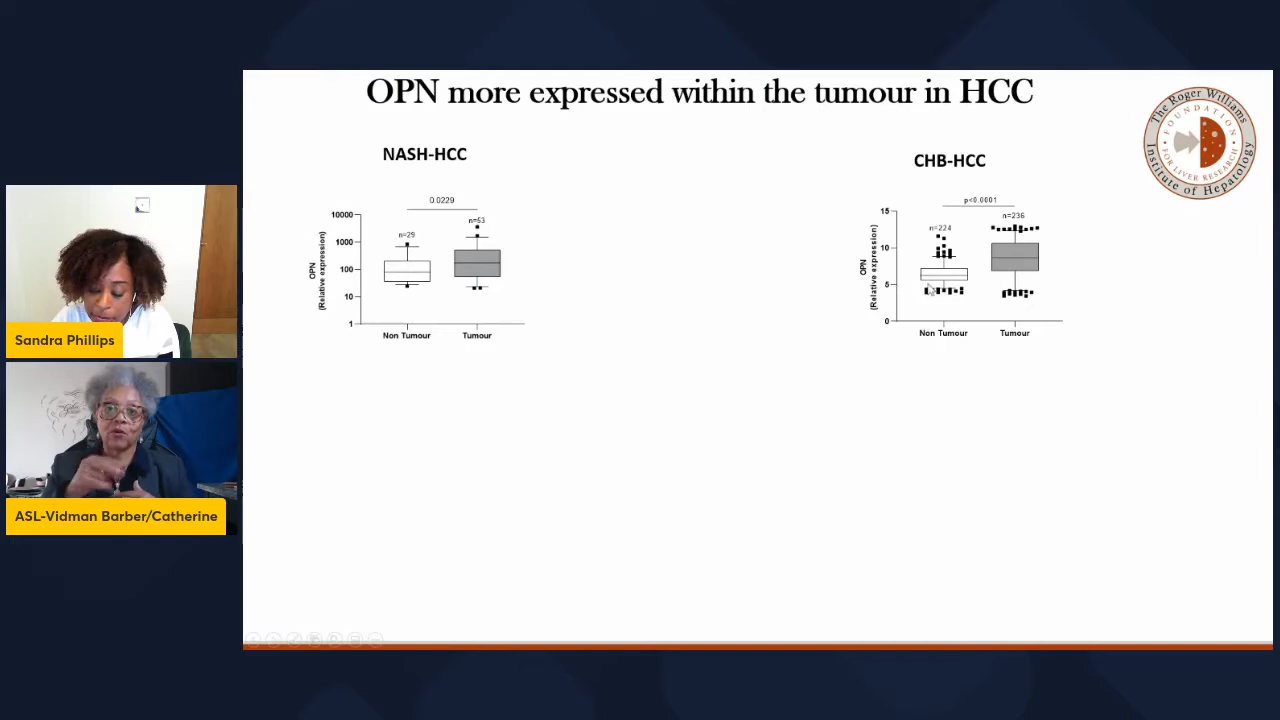 OPN more expressed within the tumour in HCC
The Roger Williams
Institute of Hepatology
FOUNDATION
FOR LIVER RESEARCH
NASH-HCC
0.0229
n=29
n=53
10000
1000
100
10
1
OPN
(Relative expression)
Non Tumour
Tumour
CHB-HCC
p<0.0001
n=224
n=236
15
10
5
0
OPN
(Relative expression)
Non Tumour
Tumour
Sandra Phillips
ASL-Vidman Barber/Catherine